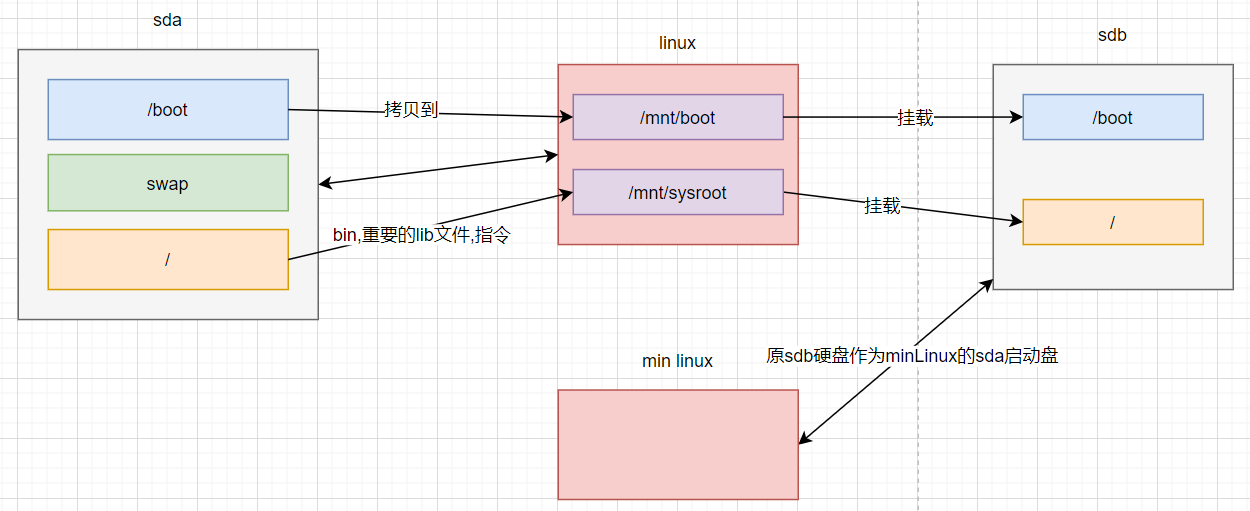 sda
linux
sdb
/boot
拷贝到
/mnt/boot
挂载
/boot
swap
/mnt/sysroot
挂载
/
bin,重要的lib文件,指令
/
min linux
原sdb硬盘作为minLinux的sda启动盘